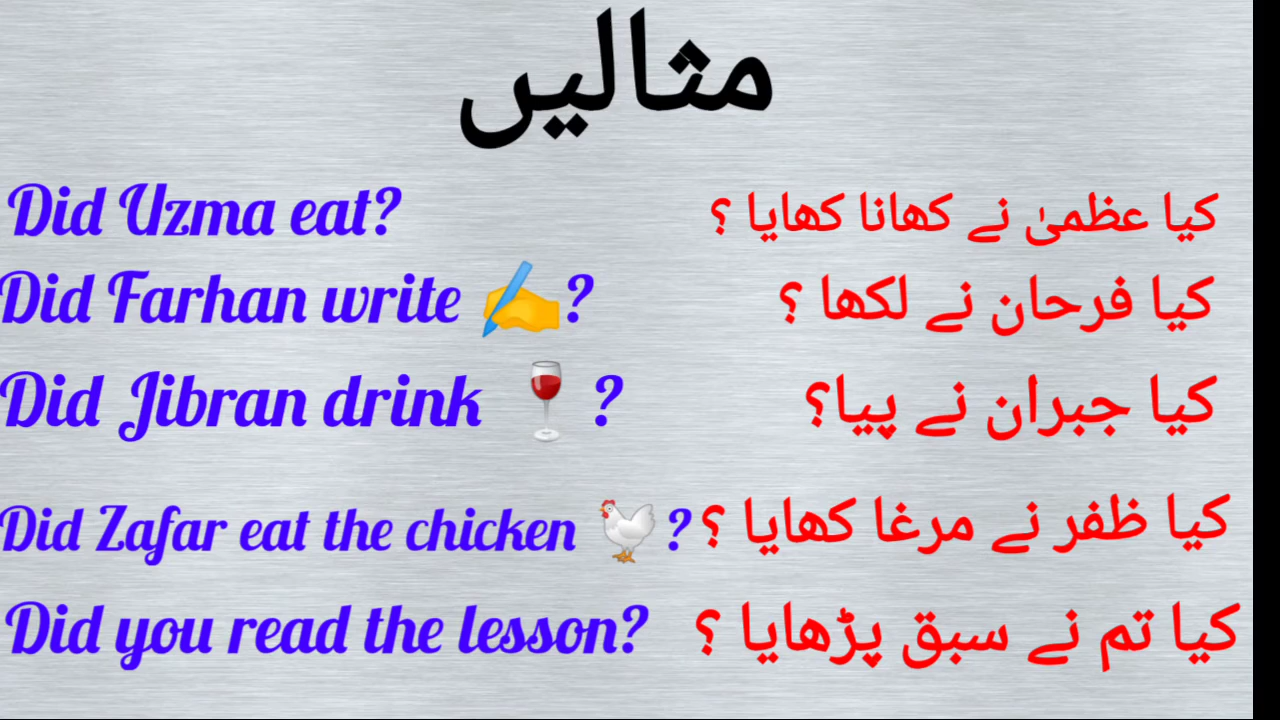 مثالیں
Did Uzma eat? کیا عظمیٰ نے کھانا کھایا ؟
Did Farhan write ✍️? کیا فرحان نے لکھا ؟
Did Jibran drink 🍷? کیا جبران نے پیا؟
Did Zafar eat the chicken 🐓? کیا ظفر نے مرغا کھایا ؟
Did you read the lesson? کیا تم نے سبق پڑھایا ؟